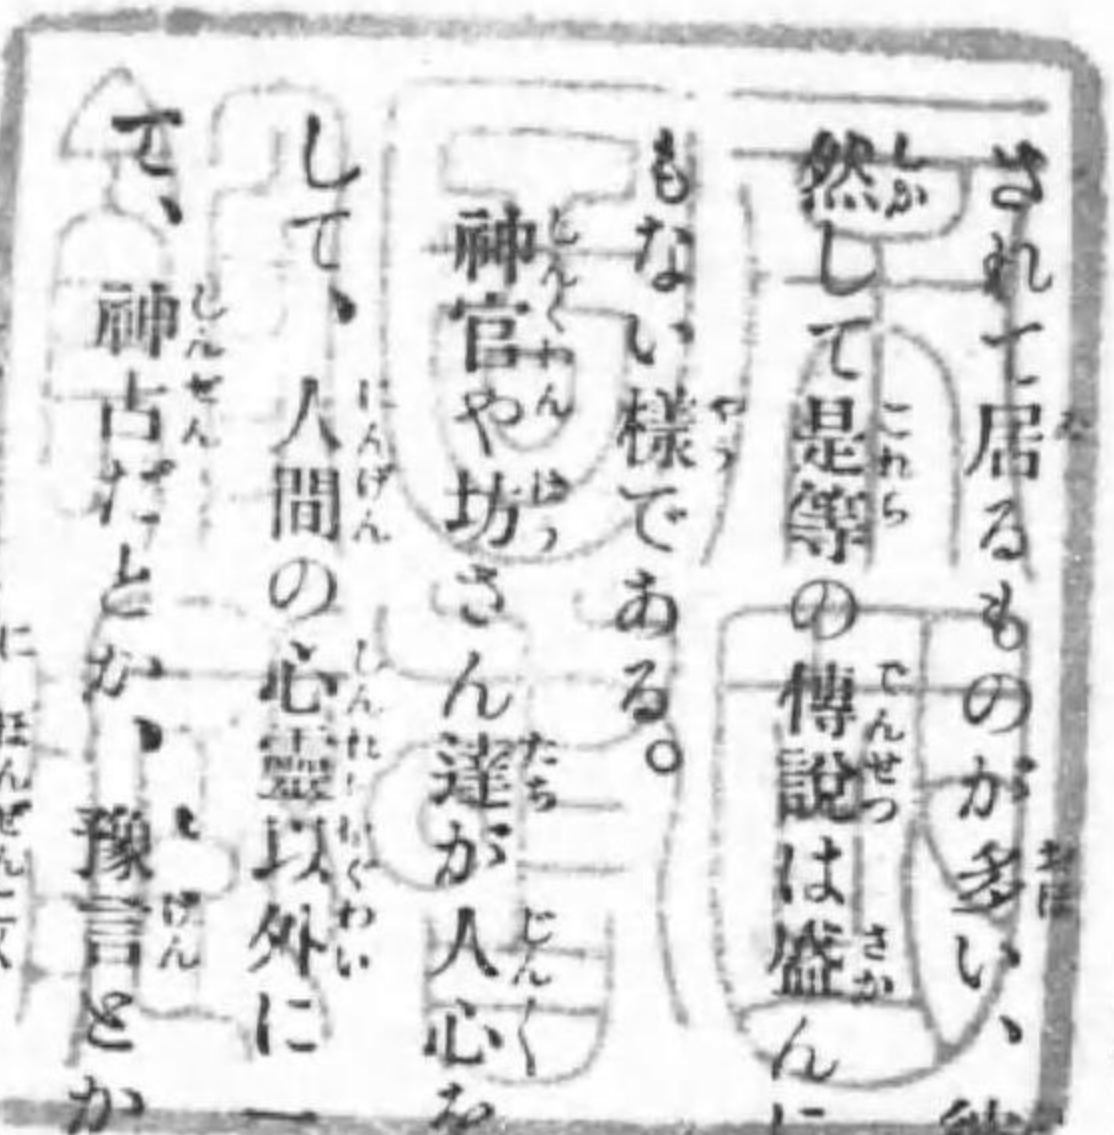 されて居るものが多い、
然して是等の傳說は盛んに
もない樣である。
神官や坊さん達が人心を
して、人間の心靈以外に一
て、神占だとか、豫言とか